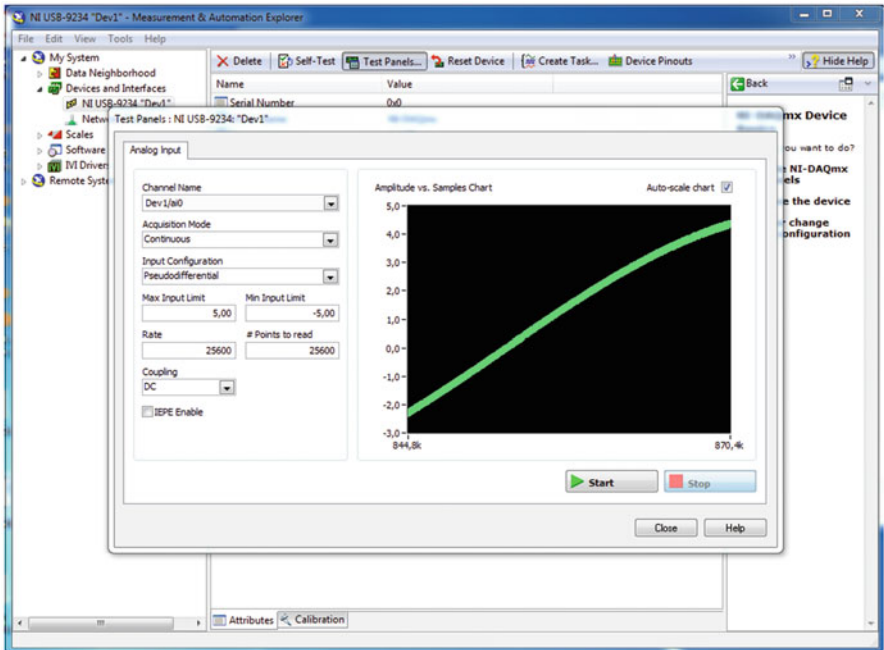 NI USB-9234 "Dev1" - Measurement & Automation Explorer
File Edit View Tools Help
My System
Data Neighborhood
Devices and Interfaces
NI USB-9234 "Dev1"
Netw
Scales
Software
IVI Drivers
Remote Syste
Delete Self-Test Test Panels... Reset Device Create Task... Device Pinouts » Hide Help
Name Value
Serial Number 0x0
Back
mx Device
ou want to do?
NI-DAQmx
els
e the device
r change
onfiguration
Test Panels : NI USB-9234: "Dev1"
Analog Input
Channel Name
Dev1/ai0
Acquisition Mode
Continuous
Input Configuration
Pseudodifferential
Max Input Limit Min Input Limit
5,00 -5,00
Rate # Points to read
25600 25600
Coupling
DC
IEPE Enable
Amplitude vs. Samples Chart Auto-scale chart
5,0
4,0
3,0
2,0
1,0
0,0
-1,0
-2,0
-3,0
844,8k 870,4k
Start Stop
Close Help
Attributes Calibration